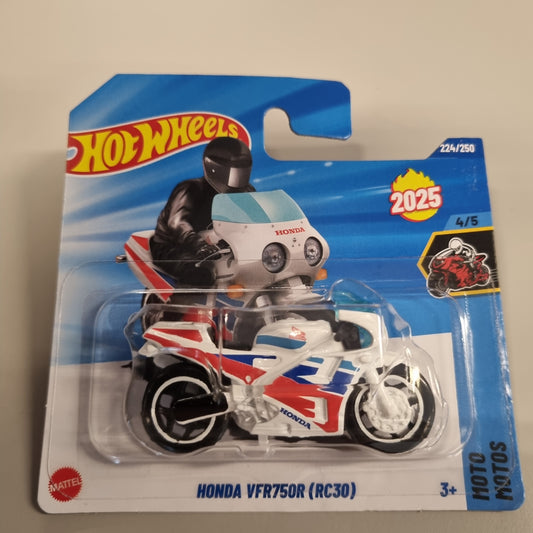 HOT WHEELS
224/250
2025
4/5
HONDA
HONDA
MATTEL
HONDA VFR750R (RC30)
3+
MOTO
MOTOS